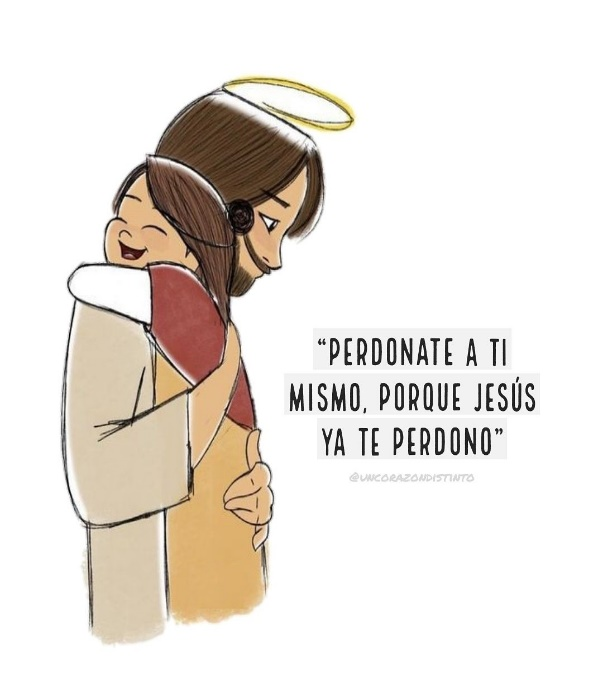 “PERDONATE A TI
MISMO, PORQUE JESÚS
YA TE PERDONO”
@UNCORAZONDISTINTO